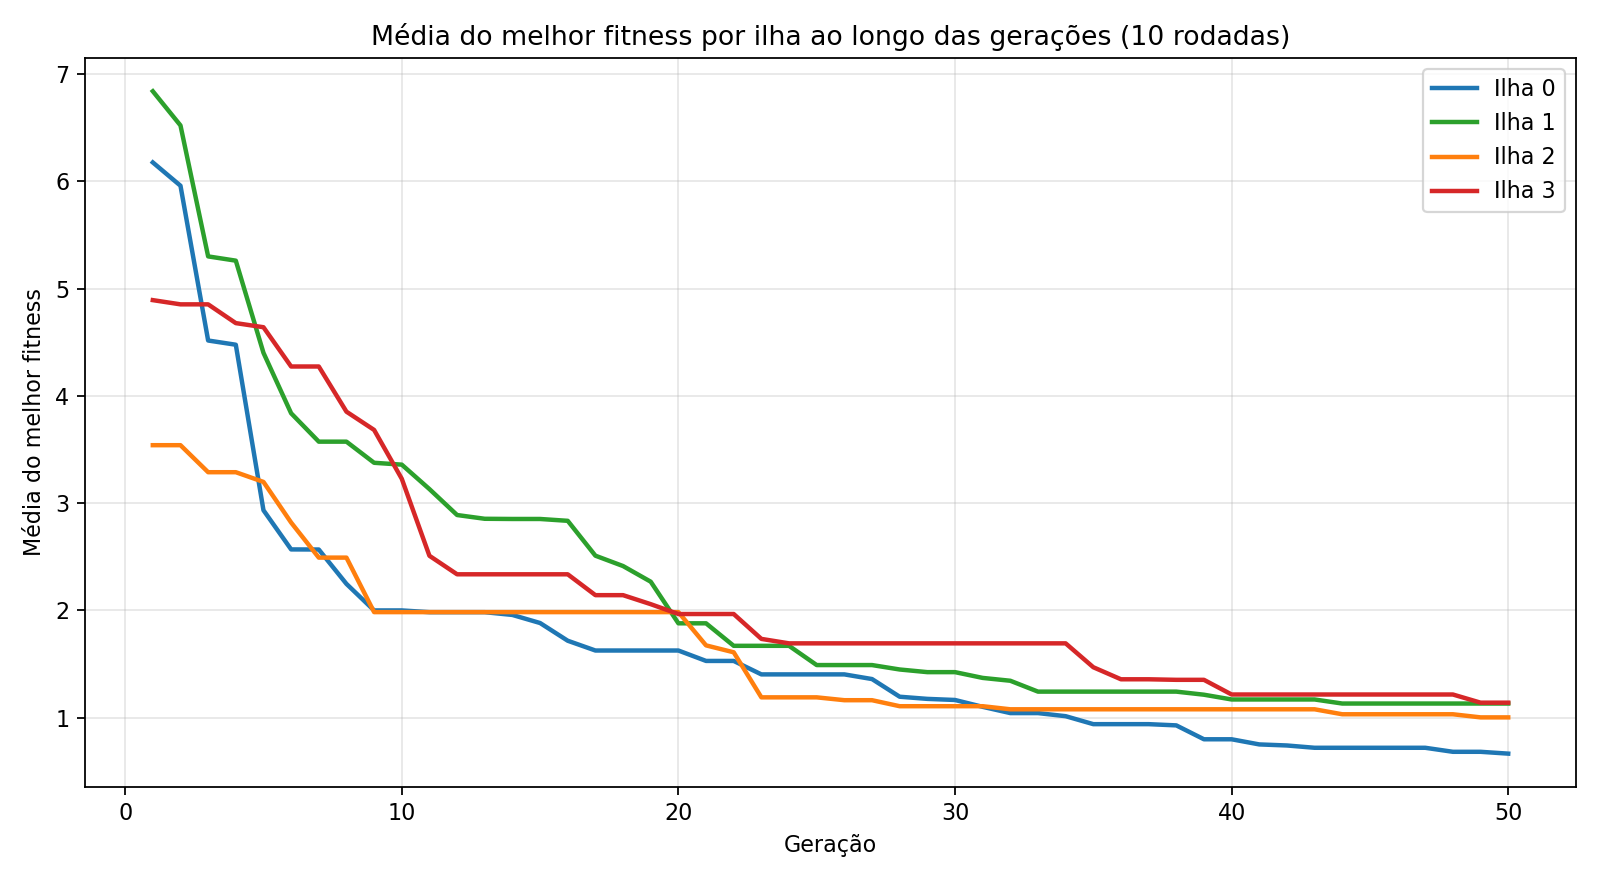 Média do melhor fitness por ilha ao longo das gerações (10 rodadas)
Média do melhor fitness
7
6
5
4
3
2
1
0
10
20
30
40
50
Geração
Ilha 0
Ilha 1
Ilha 2
Ilha 3